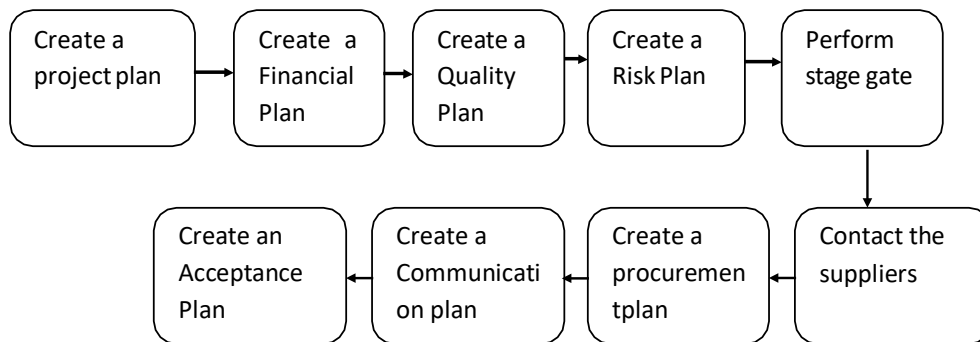 Create a
project plan
Create a
Financial
Plan
Create a
Quality
Plan
Create a
Risk Plan
Perform
stage gate
Contact the
suppliers
Create a
procuremen
tplan
Create a
Communicati
on plan
Create an
Acceptance
Plan